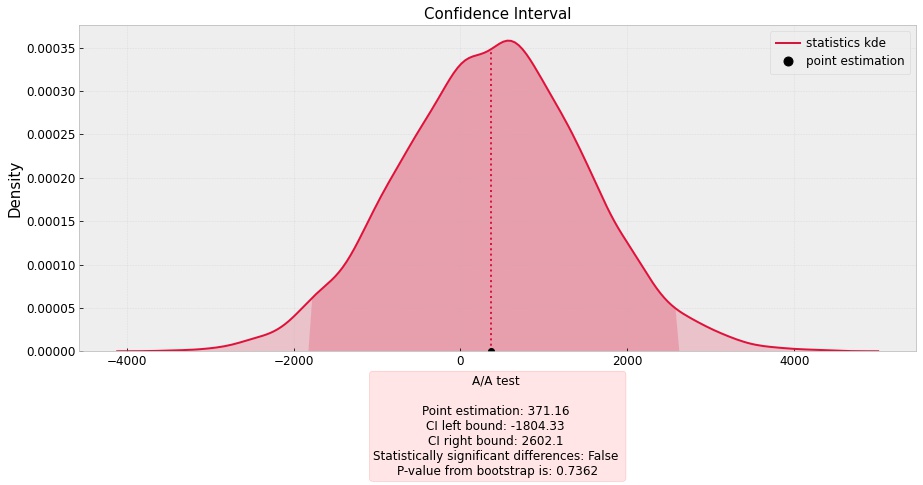 Confidence Interval
statistics kde
point estimation
Density
0.00035
0.00030
0.00025
0.00020
0.00015
0.00010
0.00005
0.00000
−4000
−2000
0
2000
4000
A/A test
Point estimation: 371.16
CI left bound: -1804.33
CI right bound: 2602.1
Statistically significant differences: False
P-value from bootstrap is: 0.7362